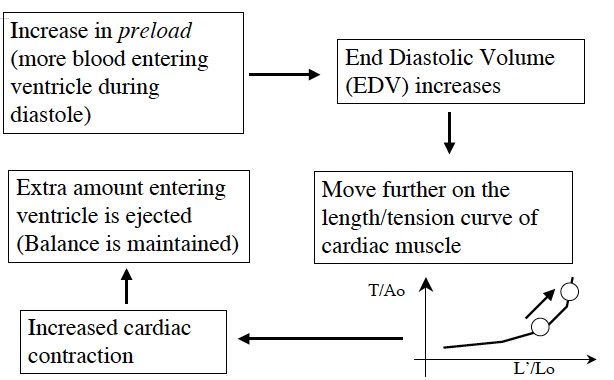 Increase in preload
(more blood entering
ventricle during
diastole)
End Diastolic Volume
(EDV) increases
Move further on the
length/tension curve of
cardiac muscle
T/Ao
L’/Lo
Increased cardiac
contraction
Extra amount entering
ventricle is ejected
(Balance is maintained)